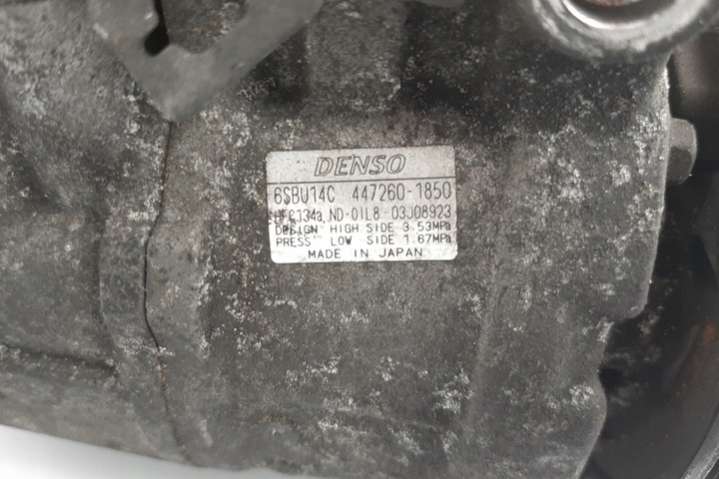 DENSO
6SBU14C 447260-1850
HFC134a ND-OIL8 03J08923
DESIGN HIGH SIDE 3.53MPa
PRESS LOW SIDE 1.67MPa
MADE IN JAPAN